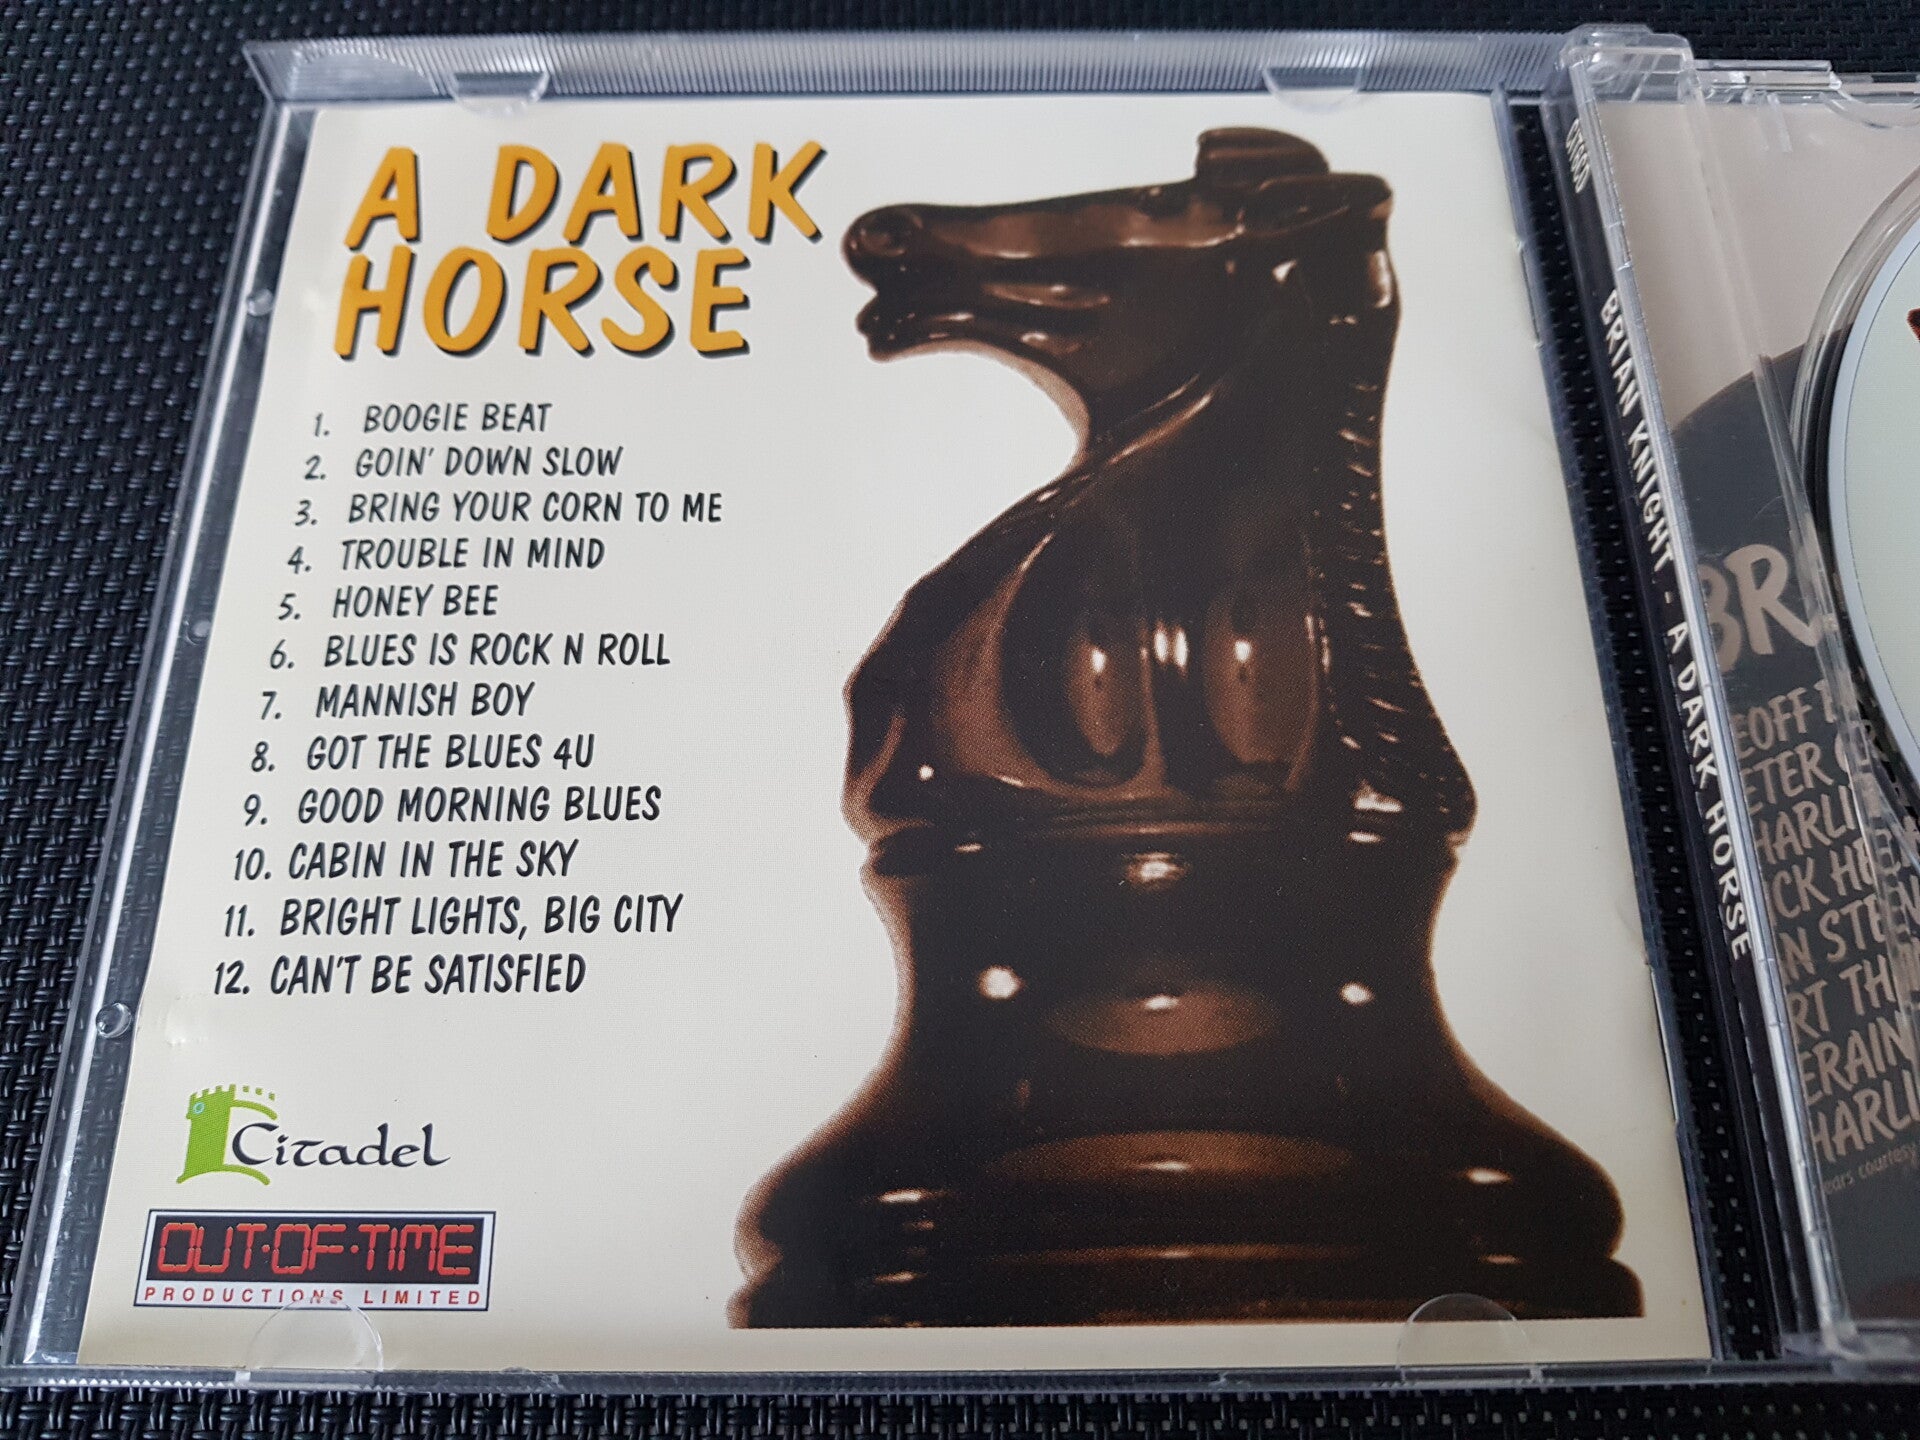 A DARK
HORSE
1. BOOGIE BEAT
2. GOIN' DOWN SLOW
3. BRING YOUR CORN TO ME
4. TROUBLE IN MIND
5. HONEY BEE
6. BLUES IS ROCK N ROLL
7. MANNISH BOY
8. GOT THE BLUES 4U
9. GOOD MORNING BLUES
10. CABIN IN THE SKY
11. BRIGHT LIGHTS, BIG CITY
12. CAN'T BE SATISFIED
Citadel
OUT·OF·TIME
PRODUCTIONS LIMITED
BRIAN KNIGHT - A DARK HORSE
courtesy